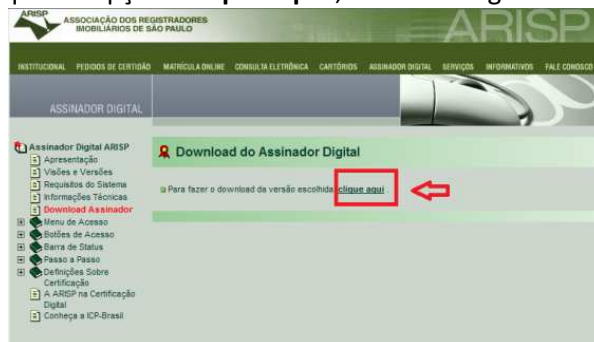 ARISP
ASSOCIAÇÃO DOS REGISTRADORES
IMOBILIÁRIOS DE SÃO PAULO
ARISP
INSTITUCIONAL PEDIDOS DE CERTIDÃO MATRÍCULA ONLINE CONSULTA ELETRÔNICA CARTÓRIOS ASSINADOR DIGITAL SERVIÇOS INFORMATIVOS FALE CONOSCO
ASSINADOR DIGITAL
Assinador Digital ARISP
Apresentação
Visões e Versões
Requisitos do Sistema
Informações Técnicas
Download Assinador
Menu de Acesso
Botões de Acesso
Barra de Status
Passo a Passo
Definições Sobre
Certificação
A ARISP na Certificação
Digital
Conheça a ICP-Brasil
Download do Assinador Digital
Para fazer o download da versão escolhida, clique aqui .